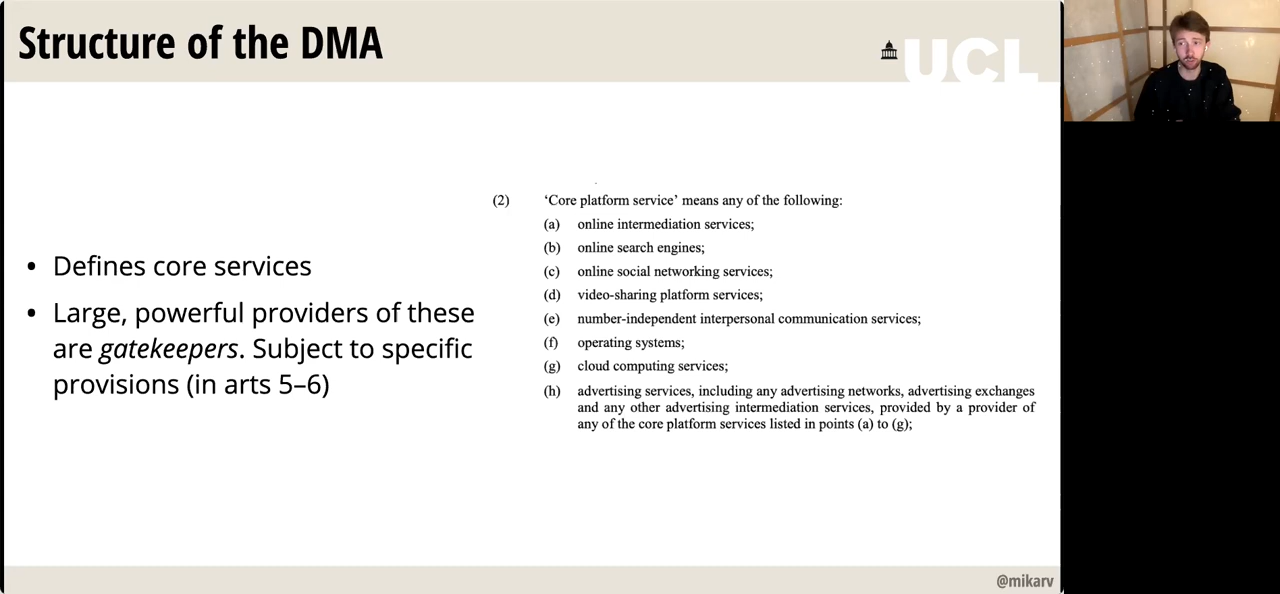 Structure of the DMA
UCL
• Defines core services
• Large, powerful providers of these
are gatekeepers. Subject to specific
provisions (in arts 5–6)
(2) ‘Core platform service’ means any of the following:
(a) online intermediation services;
(b) online search engines;
(c) online social networking services;
(d) video-sharing platform services;
(e) number-independent interpersonal communication services;
(f) operating systems;
(g) cloud computing services;
(h) advertising services, including any advertising networks, advertising exchanges
and any other advertising intermediation services, provided by a provider of
any of the core platform services listed in points (a) to (g);
@mikarv